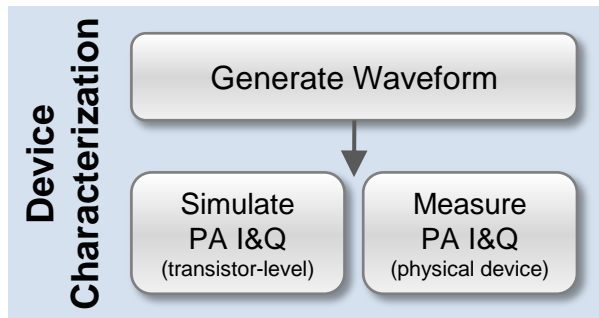 Device
Characterization
Generate Waveform
Simulate
PA I&Q
(transistor-level)
Measure
PA I&Q
(physical device)